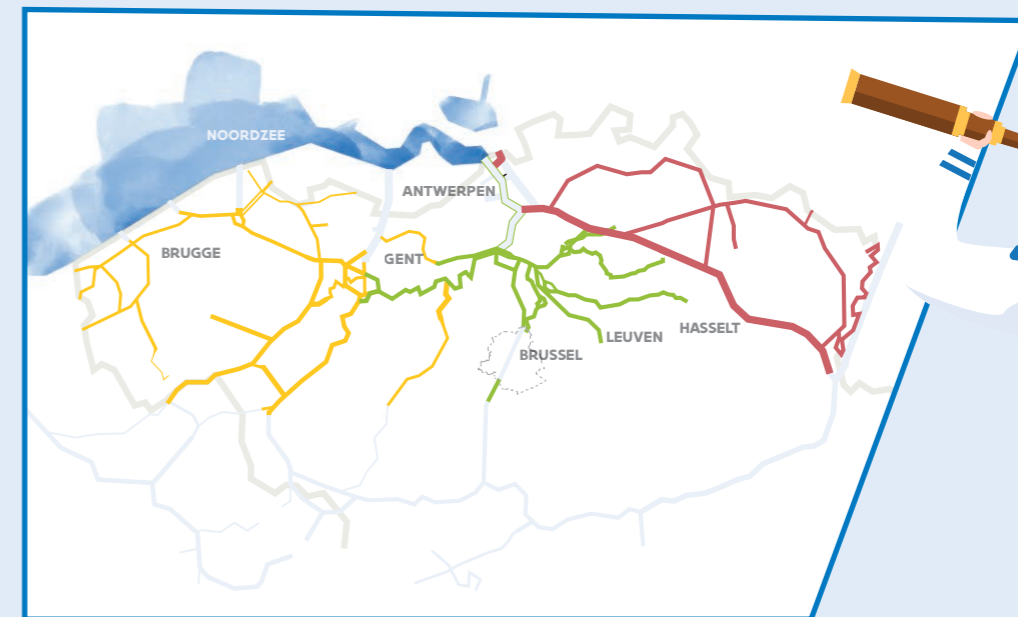 NOORDZEE
ANTWERPEN
BRUGGE
GENT
HASSELT
LEUVEN
BRUSSEL